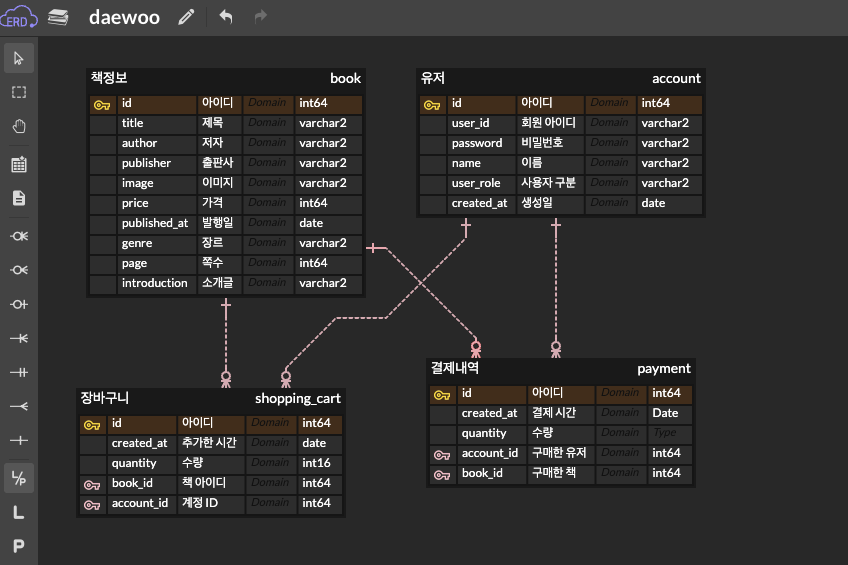 ERD
daewoo
책정보 book
id 아이디 Domain int64
title 제목 Domain varchar2
author 저자 Domain varchar2
publisher 출판사 Domain varchar2
image 이미지 Domain varchar2
price 가격 Domain int64
published_at 발행일 Domain date
genre 장르 Domain varchar2
page 쪽수 Domain int64
introduction 소개글 Domain varchar2
유저 account
id 아이디 Domain int64
user_id 회원 아이디 Domain varchar2
password 비밀번호 Domain varchar2
name 이름 Domain varchar2
user_role 사용자 구분 Domain varchar2
created_at 생성일 Domain date
장바구니 shopping_cart
id 아이디 Domain int64
created_at 추가한 시간 Domain date
quantity 수량 Domain int16
book_id 책 아이디 Domain int64
account_id 계정 ID Domain int64
결제내역 payment
id 아이디 Domain int64
created_at 결제 시간 Domain Date
quantity 수량 Domain Type
account_id 구매한 유저 Domain int64
book_id 구매한 책 Domain int64
L/P
L
P